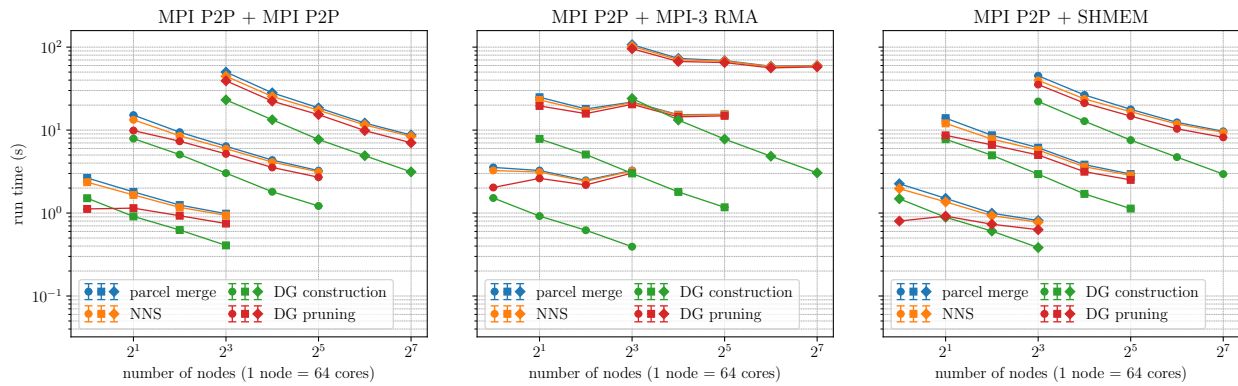 MPI P2P + MPI P2P
MPI P2P + MPI-3 RMA
MPI P2P + SHMEM
run time (s)
10²
10¹
10⁰
10⁻¹
parcel merge
NNS
DG construction
DG pruning
parcel merge
NNS
DG construction
DG pruning
parcel merge
NNS
DG construction
DG pruning
2¹ 2³ 2⁵ 2⁷
2¹ 2³ 2⁵ 2⁷
2¹ 2³ 2⁵ 2⁷
number of nodes (1 node = 64 cores)
number of nodes (1 node = 64 cores)
number of nodes (1 node = 64 cores)